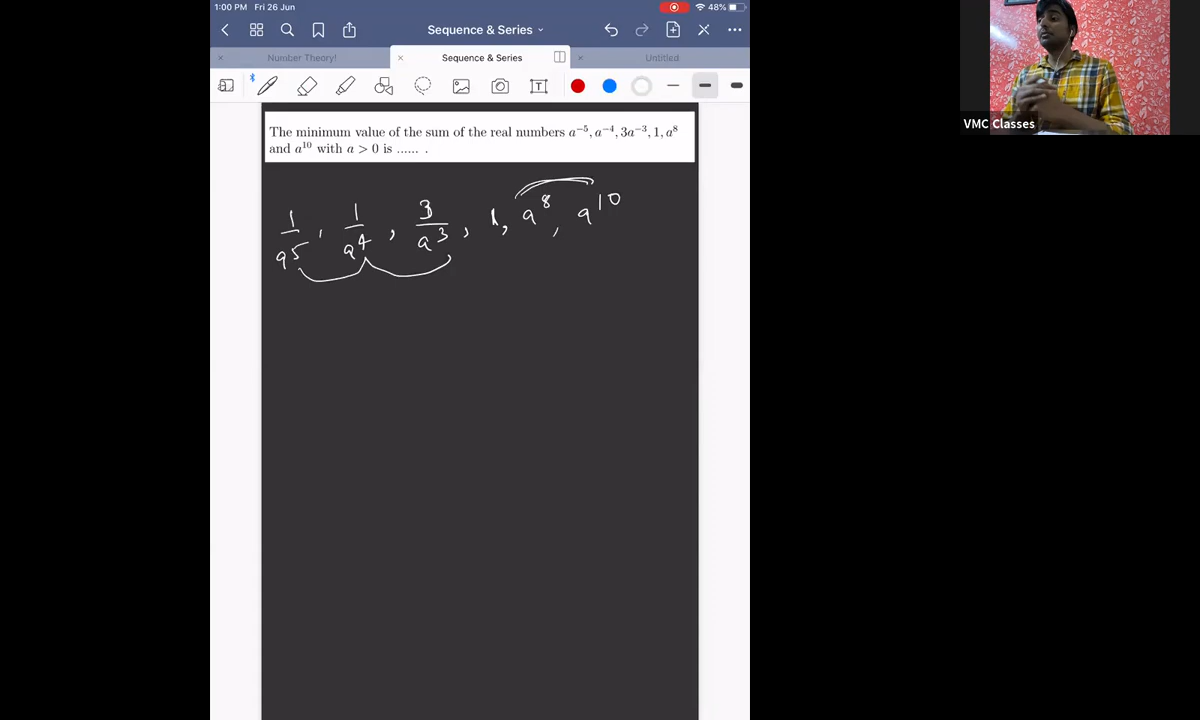 1:00 PM Fri 26 Jun
48%
Sequence & Series
Number Theory!
Sequence & Series
Untitled
The minimum value of the sum of the real numbers a⁻⁵, a⁻⁴, 3a⁻³, 1, a⁸
and a¹⁰ with a > 0 is ...... .
1/a⁵, 1/a⁴, 3/a³, 1, a⁸, a¹⁰
VMC Classes